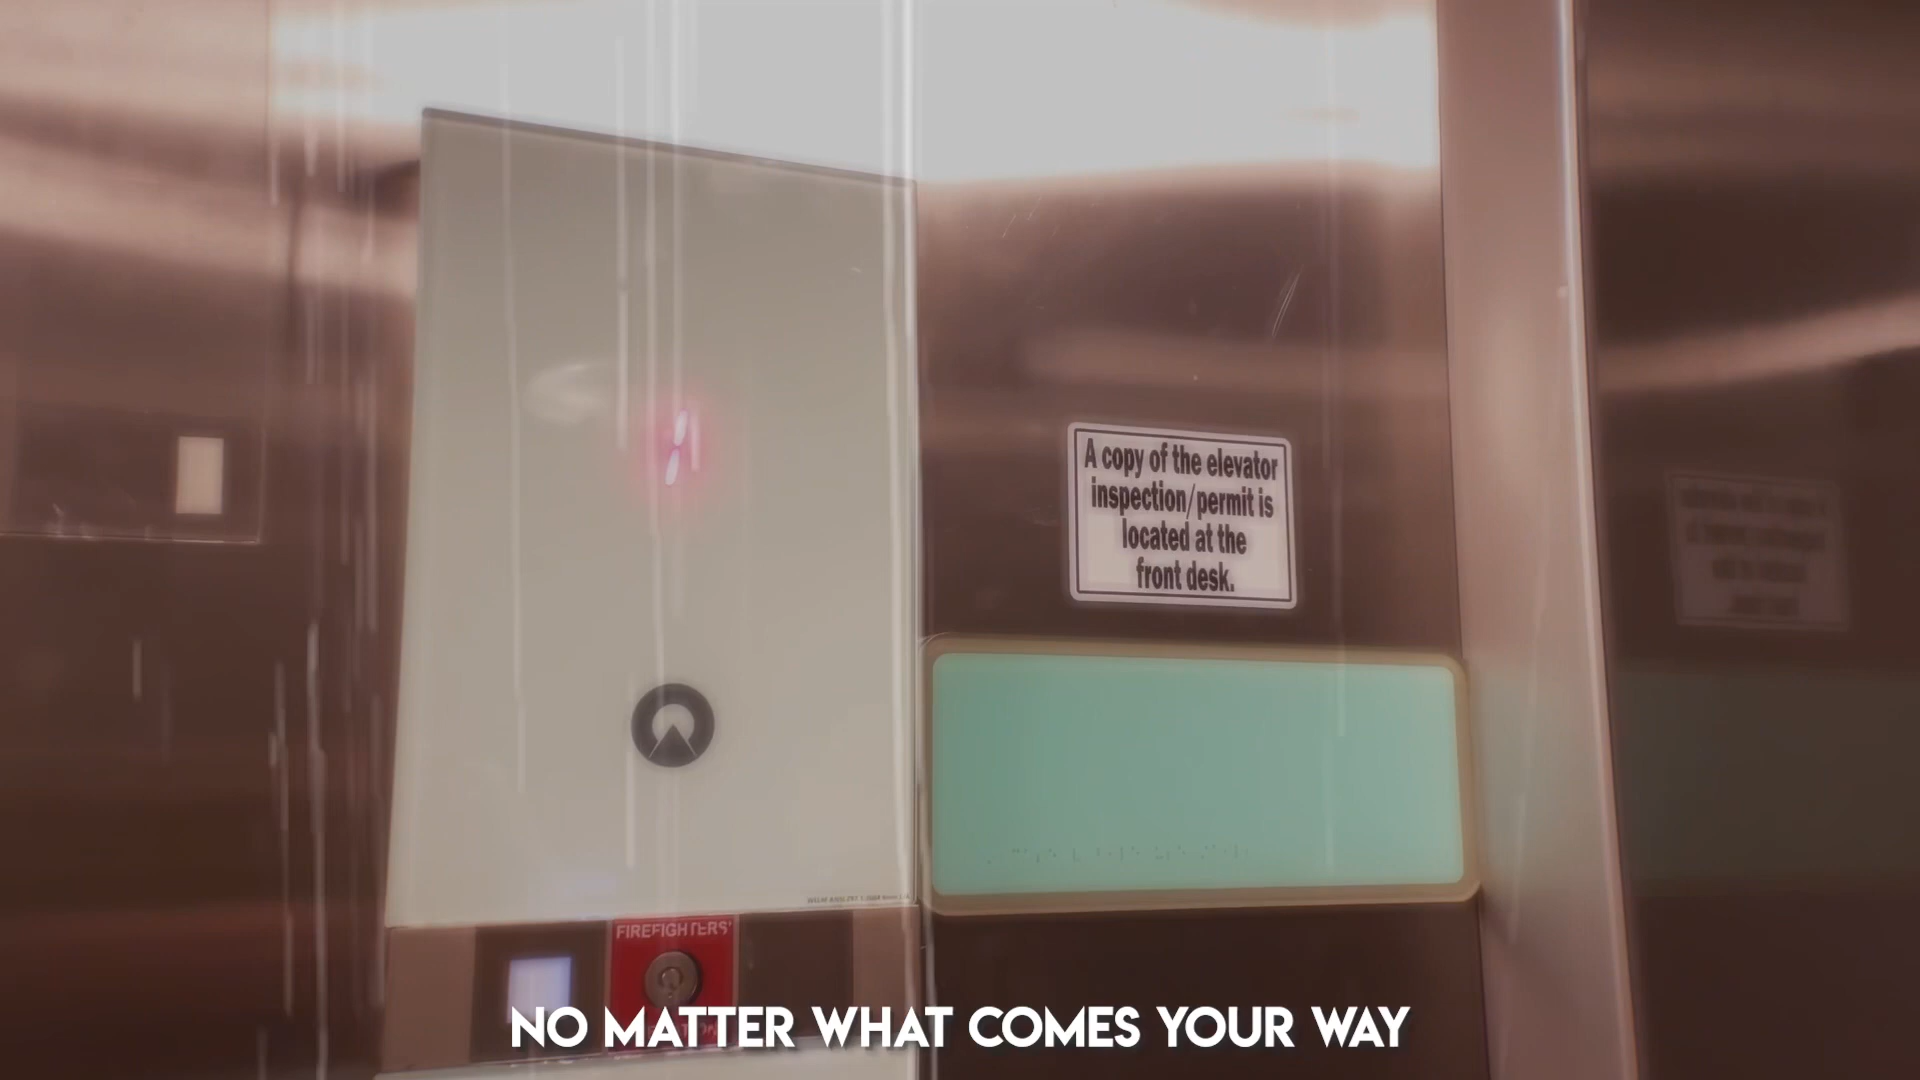 A copy of the elevator
inspection/permit is
located at the
front desk.
FIREFIGHTERS'
NO MATTER WHAT COMES YOUR WAY